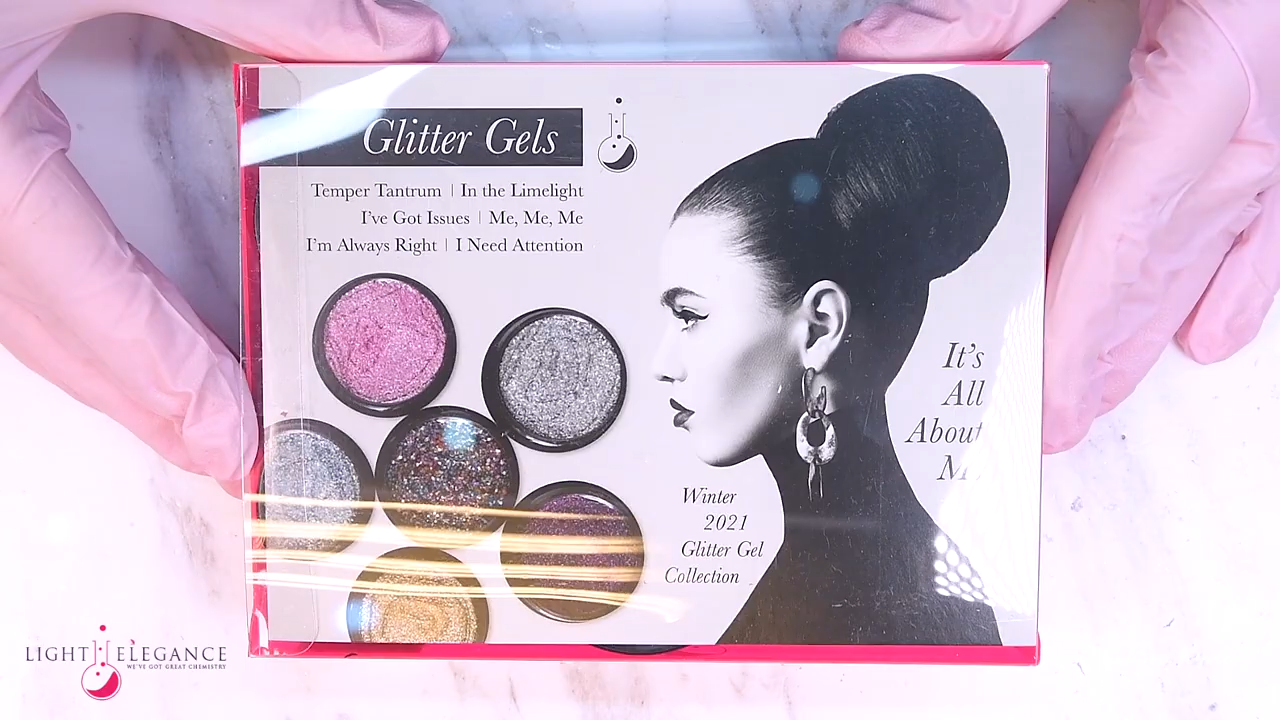 Glitter Gels
Temper Tantrum | In the Limelight
I've Got Issues | Me, Me, Me
I'm Always Right | I Need Attention
It's
All
About
Winter
2021
Glitter Gel
Collection
LIGHT ELEGANCE
WE'VE GOT GREAT CHEMISTRY